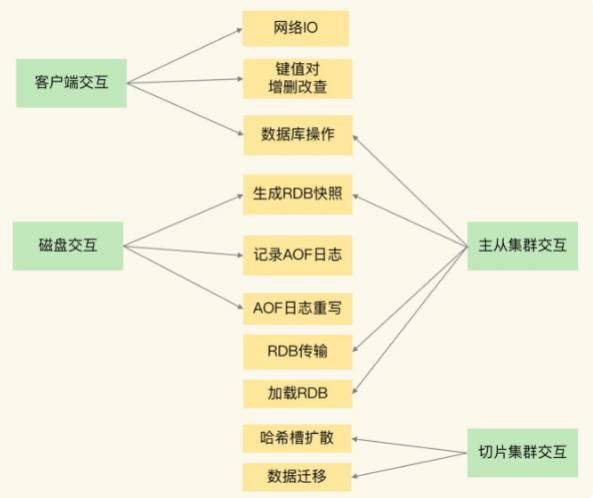 网络IO
客户端交互
键值对
增删改查
数据库操作
生成RDB快照
磁盘交互
记录AOF日志
主从集群交互
AOF日志重写
RDB传输
加载RDB
哈希槽扩散
切片集群交互
数据迁移